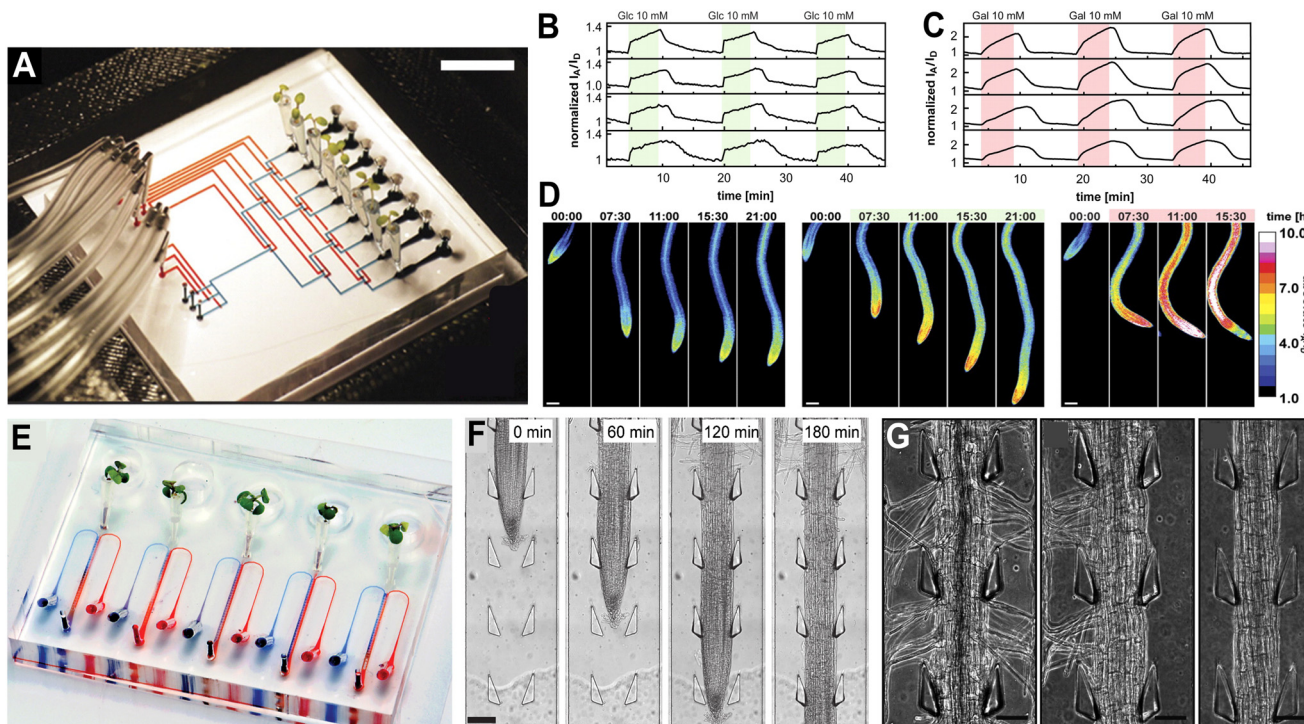 A
B
Glc 10 mM Glc 10 mM Glc 10 mM
1.4
1
1.4
1.0
1.4
1
1.4
1
normalized I_A/I_D
10 20 30 40
time [min]
C
Gal 10 mM Gal 10 mM Gal 10 mM
2
1
2
1
2
1
2
1
normalized I_A/I_D
10 20 30 40
time [min]
D
00:00 07:30 11:00 15:30 21:00
00:00 07:30 11:00 15:30 21:00
00:00 07:30 11:00 15:30 time [h
10.0
7.0
4.0
1.0
E
F
0 min 60 min 120 min 180 min
G